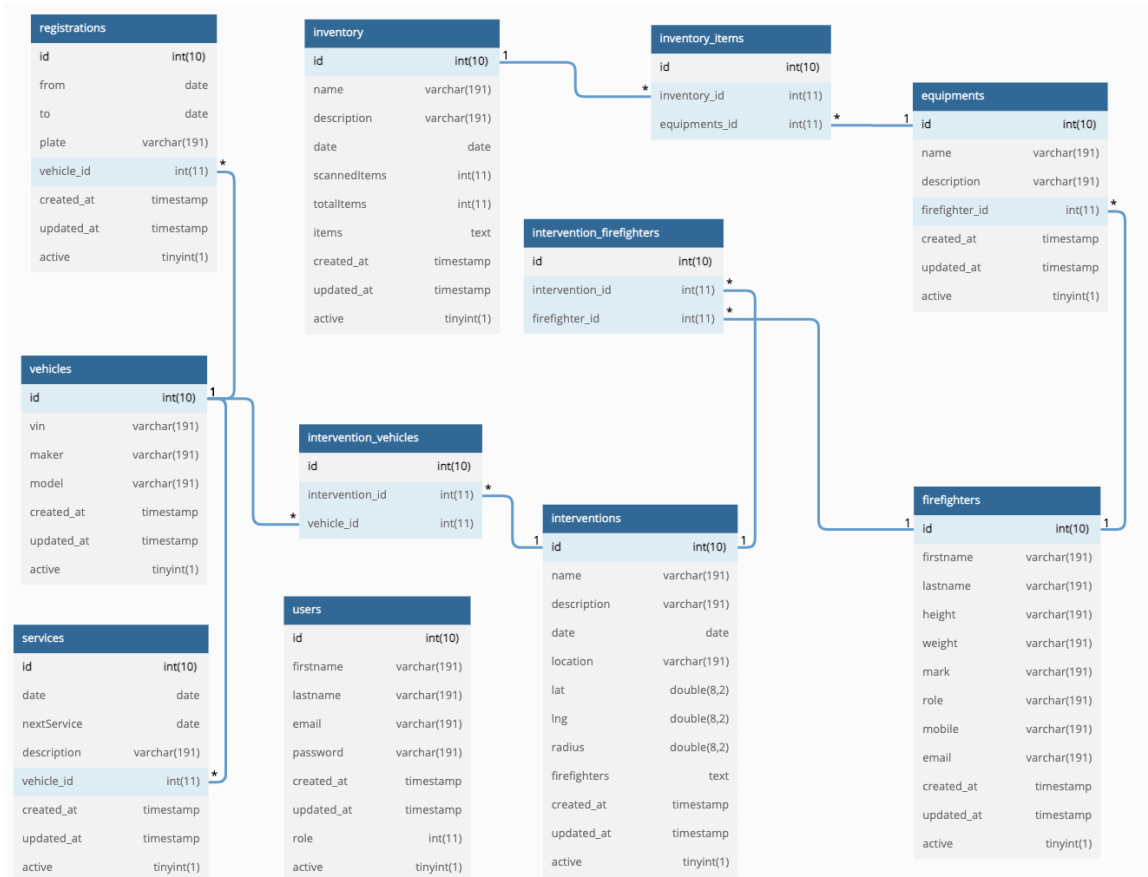 registrations
id int(10)
from date
to date
plate varchar(191)
vehicle_id int(11) *
created_at timestamp
updated_at timestamp
active tinyint(1)
inventory
id int(10) 1
name varchar(191)
description varchar(191)
date date
scannedItems int(11)
totalItems int(11)
items text
created_at timestamp
updated_at timestamp
active tinyint(1)
inventory_items
id int(10)
* inventory_id int(11)
equipments_id int(11) *
equipments
1 id int(10)
name varchar(191)
description varchar(191)
firefighter_id int(11) *
created_at timestamp
updated_at timestamp
active tinyint(1)
intervention_firefighters
id int(10)
intervention_id int(11) *
firefighter_id int(11) *
vehicles
id int(10) 1
vin varchar(191)
maker varchar(191)
model varchar(191)
created_at timestamp
updated_at timestamp
active tinyint(1)
intervention_vehicles
id int(10)
intervention_id int(11) *
* vehicle_id int(11)
interventions
1 id int(10) 1
name varchar(191)
description varchar(191)
date date
location varchar(191)
lat double(8,2)
lng double(8,2)
radius double(8,2)
firefighters text
created_at timestamp
updated_at timestamp
active tinyint(1)
firefighters
1 id int(10) 1
firstname varchar(191)
lastname varchar(191)
height varchar(191)
weight varchar(191)
mark varchar(191)
role varchar(191)
mobile varchar(191)
email varchar(191)
created_at timestamp
updated_at timestamp
active tinyint(1)
services
id int(10)
date date
nextService date
description varchar(191)
vehicle_id int(11) *
created_at timestamp
updated_at timestamp
active tinyint(1)
users
id int(10)
firstname varchar(191)
lastname varchar(191)
email varchar(191)
password varchar(191)
created_at timestamp
updated_at timestamp
role int(11)
active tinyint(1)